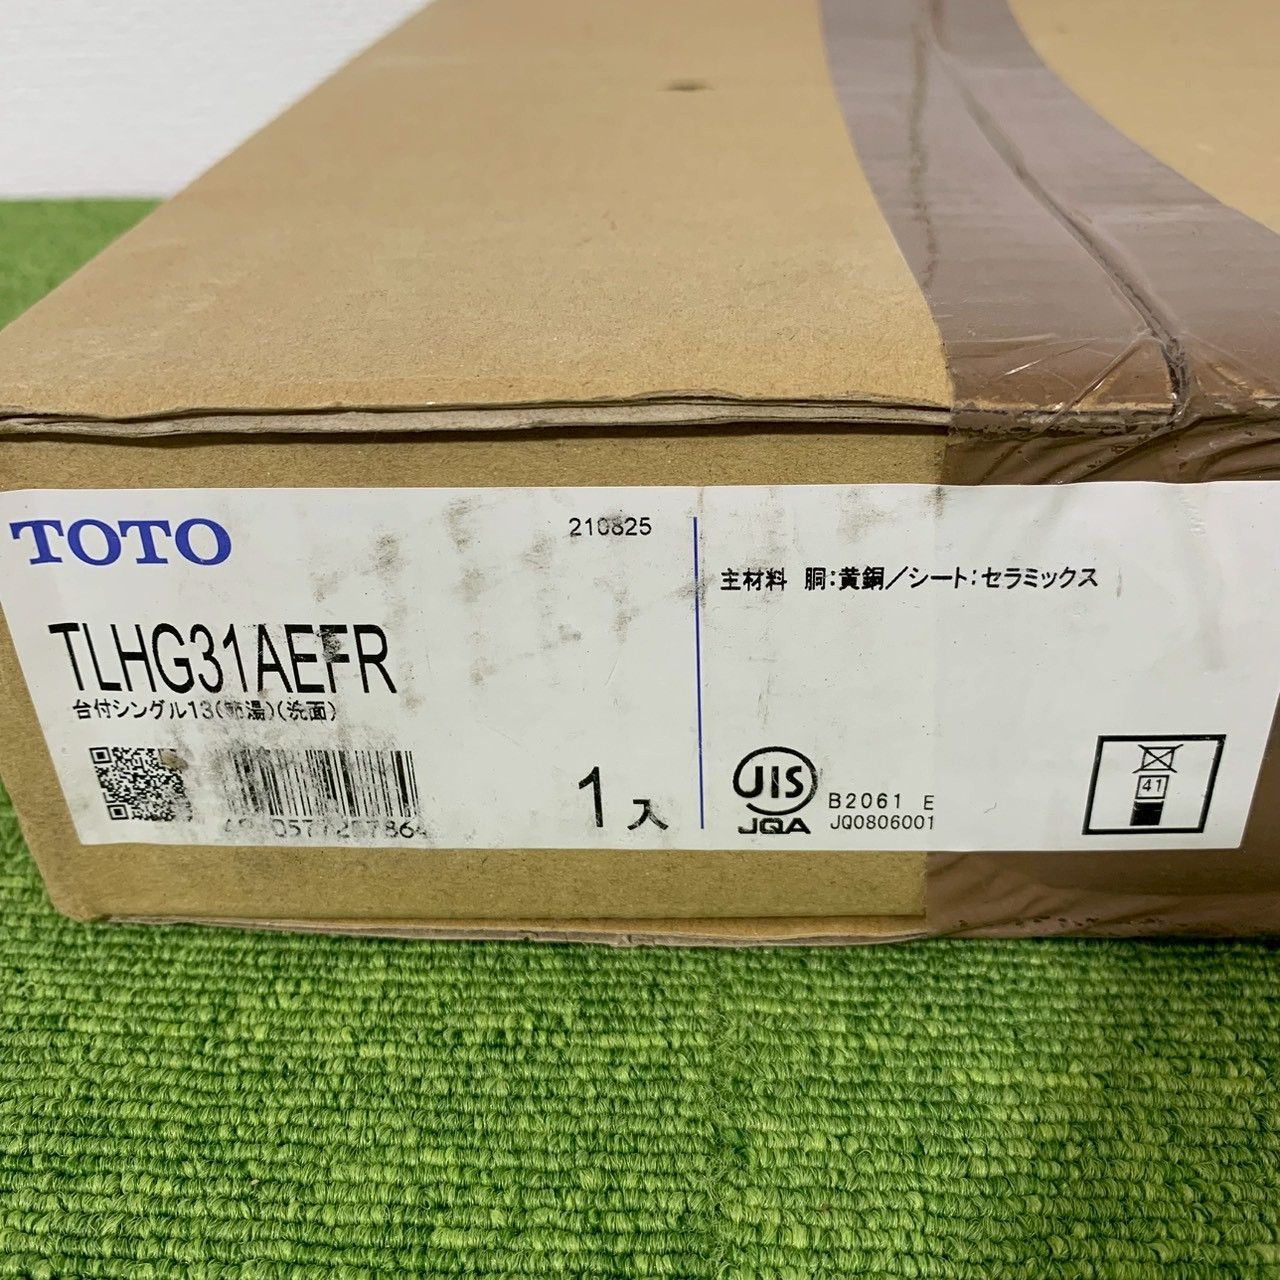 TOTO
210825
TLHG31AEFR
台付シングル13(節湯)(洗面)
1入
主材料 胴:黄銅/シート:セラミックス
JIS
JQA
B2061 E
JQ0806001
41